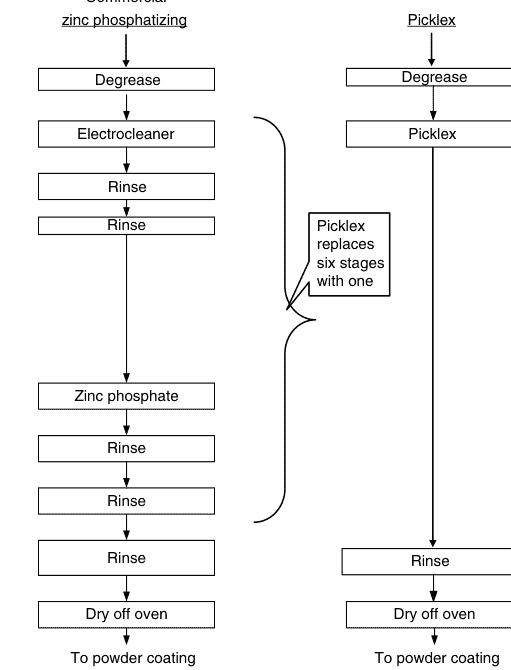 zinc phosphatizing
Degrease
Electrocleaner
Rinse
Rinse
Zinc phosphate
Rinse
Rinse
Rinse
Dry off oven
To powder coating
Picklex
replaces
six stages
with one
Picklex
Degrease
Picklex
Rinse
Dry off oven
To powder coating